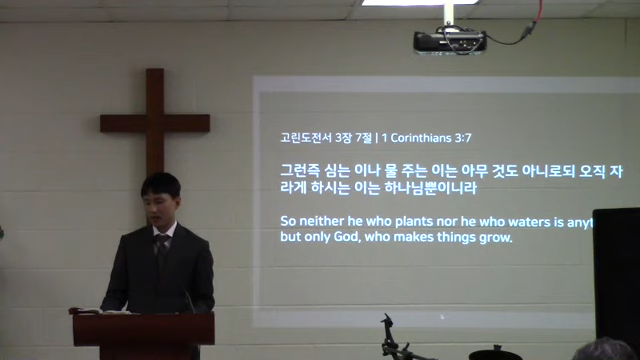 고린도전서 3장 7절 | 1 Corinthians 3:7
그런즉 심는 이나 물 주는 이는 아무 것도 아니로되 오직 자
라게 하시는 이는 하나님뿐이니라
So neither he who plants nor he who waters is
but only God, who makes things grow.